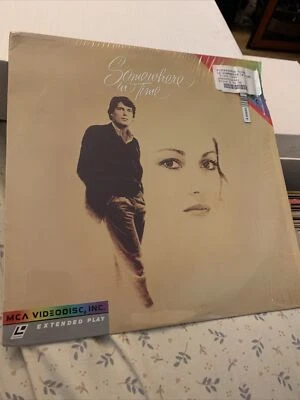 Somewhere
in Time
MCA VIDEODISC, INC.
EXTENDED PLAY